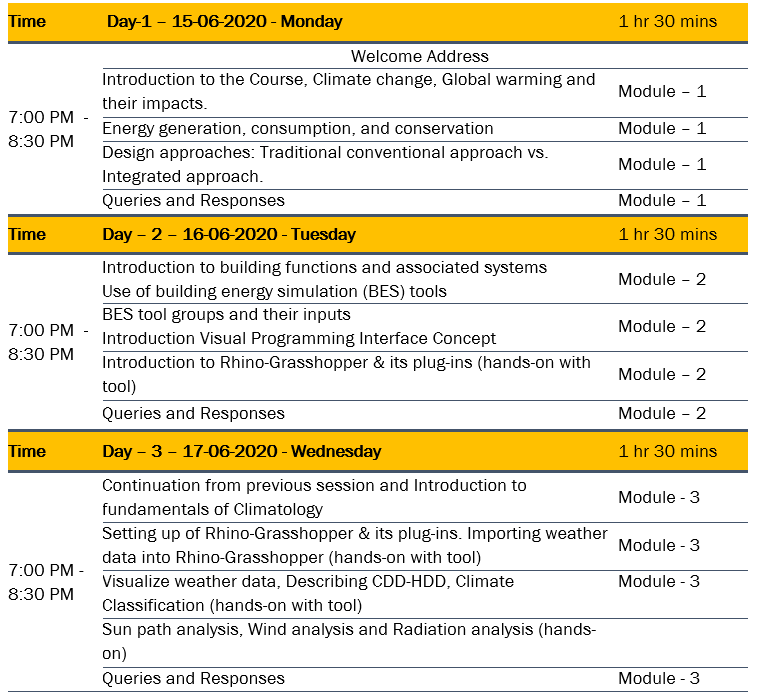 Time Day-1 – 15-06-2020 - Monday 1 hr 30 mins
Welcome Address
7:00 PM -
8:30 PM
Introduction to the Course, Climate change, Global warming and
their impacts.
Module – 1
Energy generation, consumption, and conservation Module – 1
Design approaches: Traditional conventional approach vs.
Integrated approach.
Module – 1
Queries and Responses Module – 1
Time Day – 2 – 16-06-2020 - Tuesday 1 hr 30 mins
7:00 PM -
8:30 PM
Introduction to building functions and associated systems
Use of building energy simulation (BES) tools
Module – 2
BES tool groups and their inputs
Introduction Visual Programming Interface Concept
Module – 2
Introduction to Rhino-Grasshopper & its plug-ins (hands-on with
tool)
Module – 2
Queries and Responses Module – 2
Time Day – 3 – 17-06-2020 - Wednesday 1 hr 30 mins
7:00 PM -
8:30 PM
Continuation from previous session and Introduction to
fundamentals of Climatology
Module - 3
Setting up of Rhino-Grasshopper & its plug-ins. Importing weather
data into Rhino-Grasshopper (hands-on with tool)
Module - 3
Visualize weather data, Describing CDD-HDD, Climate
Classification (hands-on with tool)
Module - 3
Sun path analysis, Wind analysis and Radiation analysis (hands-
on)
Queries and Responses Module - 3